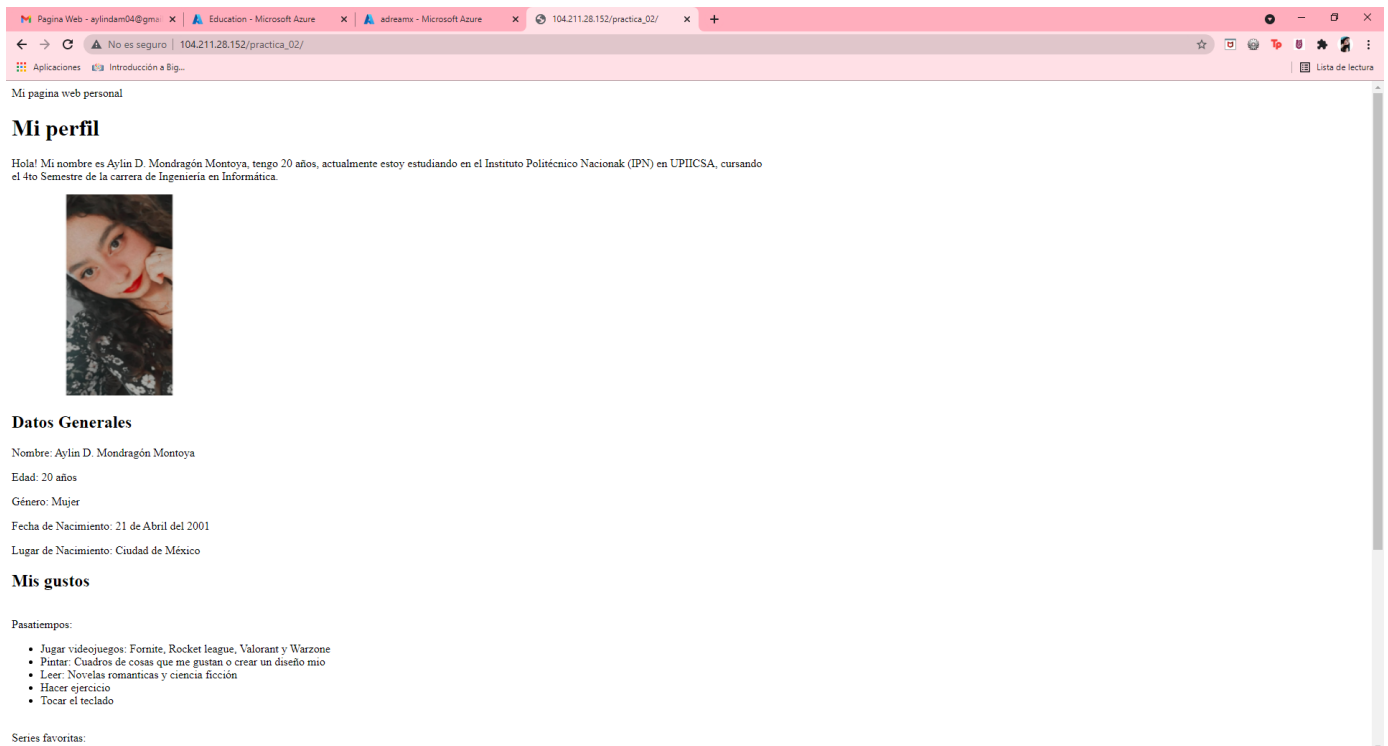 Pagina Web - aylindam04@gmai
Education - Microsoft Azure
adreamx - Microsoft Azure
104.211.28.152/practica_02/
No es seguro | 104.211.28.152/practica_02/
Tp
Aplicaciones
Introducción a Big...
Lista de lectura
Mi pagina web personal
Mi perfil
Hola! Mi nombre es Aylin D. Mondragón Montoya, tengo 20 años, actualmente estoy estudiando en el Instituto Politécnico Nacionak (IPN) en UPIICSA, cursando
el 4to Semestre de la carrera de Ingeniería en Informática.
Datos Generales
Nombre: Aylin D. Mondragón Montoya
Edad: 20 años
Género: Mujer
Fecha de Nacimiento: 21 de Abril del 2001
Lugar de Nacimiento: Ciudad de México
Mis gustos
Pasatiempos:
Jugar videojuegos: Fornite, Rocket league, Valorant y Warzone
Pintar: Cuadros de cosas que me gustan o crear un diseño mio
Leer: Novelas romanticas y ciencia ficción
Hacer ejercicio
Tocar el teclado
Series favoritas: